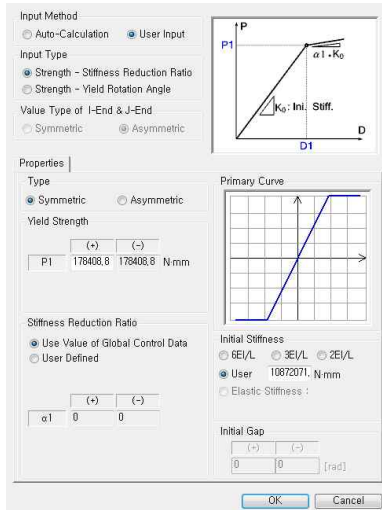 Input Method
Auto-Calculation
User Input
Input Type
Strength - Stiffness Reduction Ratio
Strength - Yield Rotation Angle
Value Type of I-End & J-End
Symmetric
Asymmetric
P
P1
α1•K₀
K₀: Ini. Stiff.
D
D1
Properties
Type
Symmetric
Asymmetric
Yield Strength
(+) (-)
P1 178408,8 178408,8 N·mm
Stiffness Reduction Ratio
Use Value of Global Control Data
User Defined
(+) (-)
α1 0 0
Primary Curve
Initial Stiffness
6EI/L 3EI/L 2EI/L
User 10872071, N·mm
Elastic Stiffness :
Initial Gap
(+) (-)
0 0 [rad]
OK Cancel